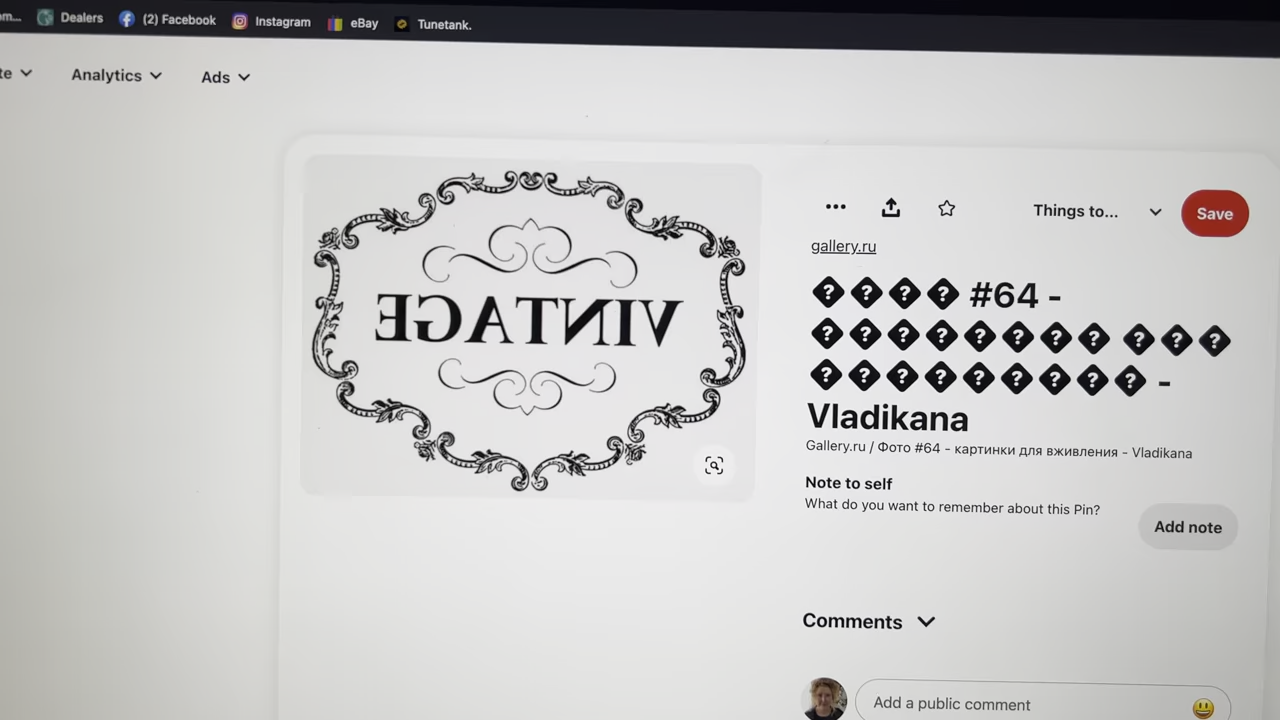 Dealers (2) Facebook Instagram eBay Tunetank.
Analytics Ads
VINTAGE
Things to... Save
gallery.ru
���� #64 -
�������� ���
��������� -
Vladikana
Gallery.ru / Фото #64 - картинки для вживления - Vladikana
Note to self
What do you want to remember about this Pin?
Add note
Comments
Add a public comment